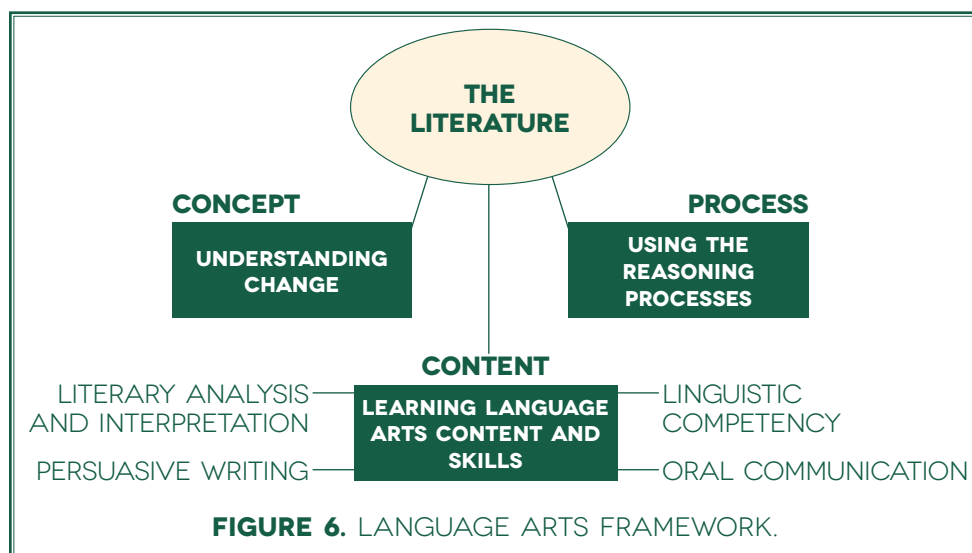 THE
LITERATURE
CONCEPT
UNDERSTANDING
CHANGE
PROCESS
USING THE
REASONING
PROCESSES
CONTENT
LEARNING LANGUAGE
ARTS CONTENT AND
SKILLS
LITERARY ANALYSIS
AND INTERPRETATION
PERSUASIVE WRITING
LINGUISTIC
COMPETENCY
ORAL COMMUNICATION
FIGURE 6. LANGUAGE ARTS FRAMEWORK.